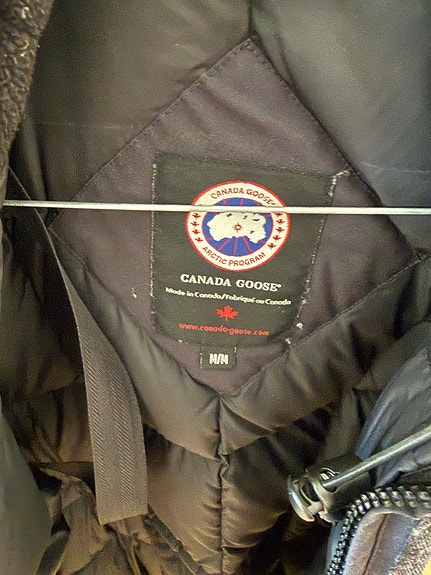 CANADA GOOSE®
ARCTIC PROGRAM
CANADA GOOSE®
Made in Canada/Fabriqué au Canada
www.canada-goose.com
M/M